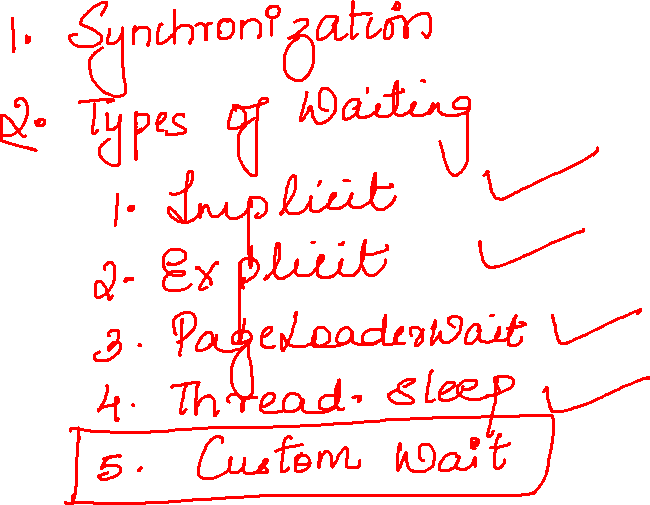 1. Synchronization
2. Types of Waiting
1. Implicit
2. Explicit
3. PageLoaderWait
4. Thread. Sleep
5. Custom Wait